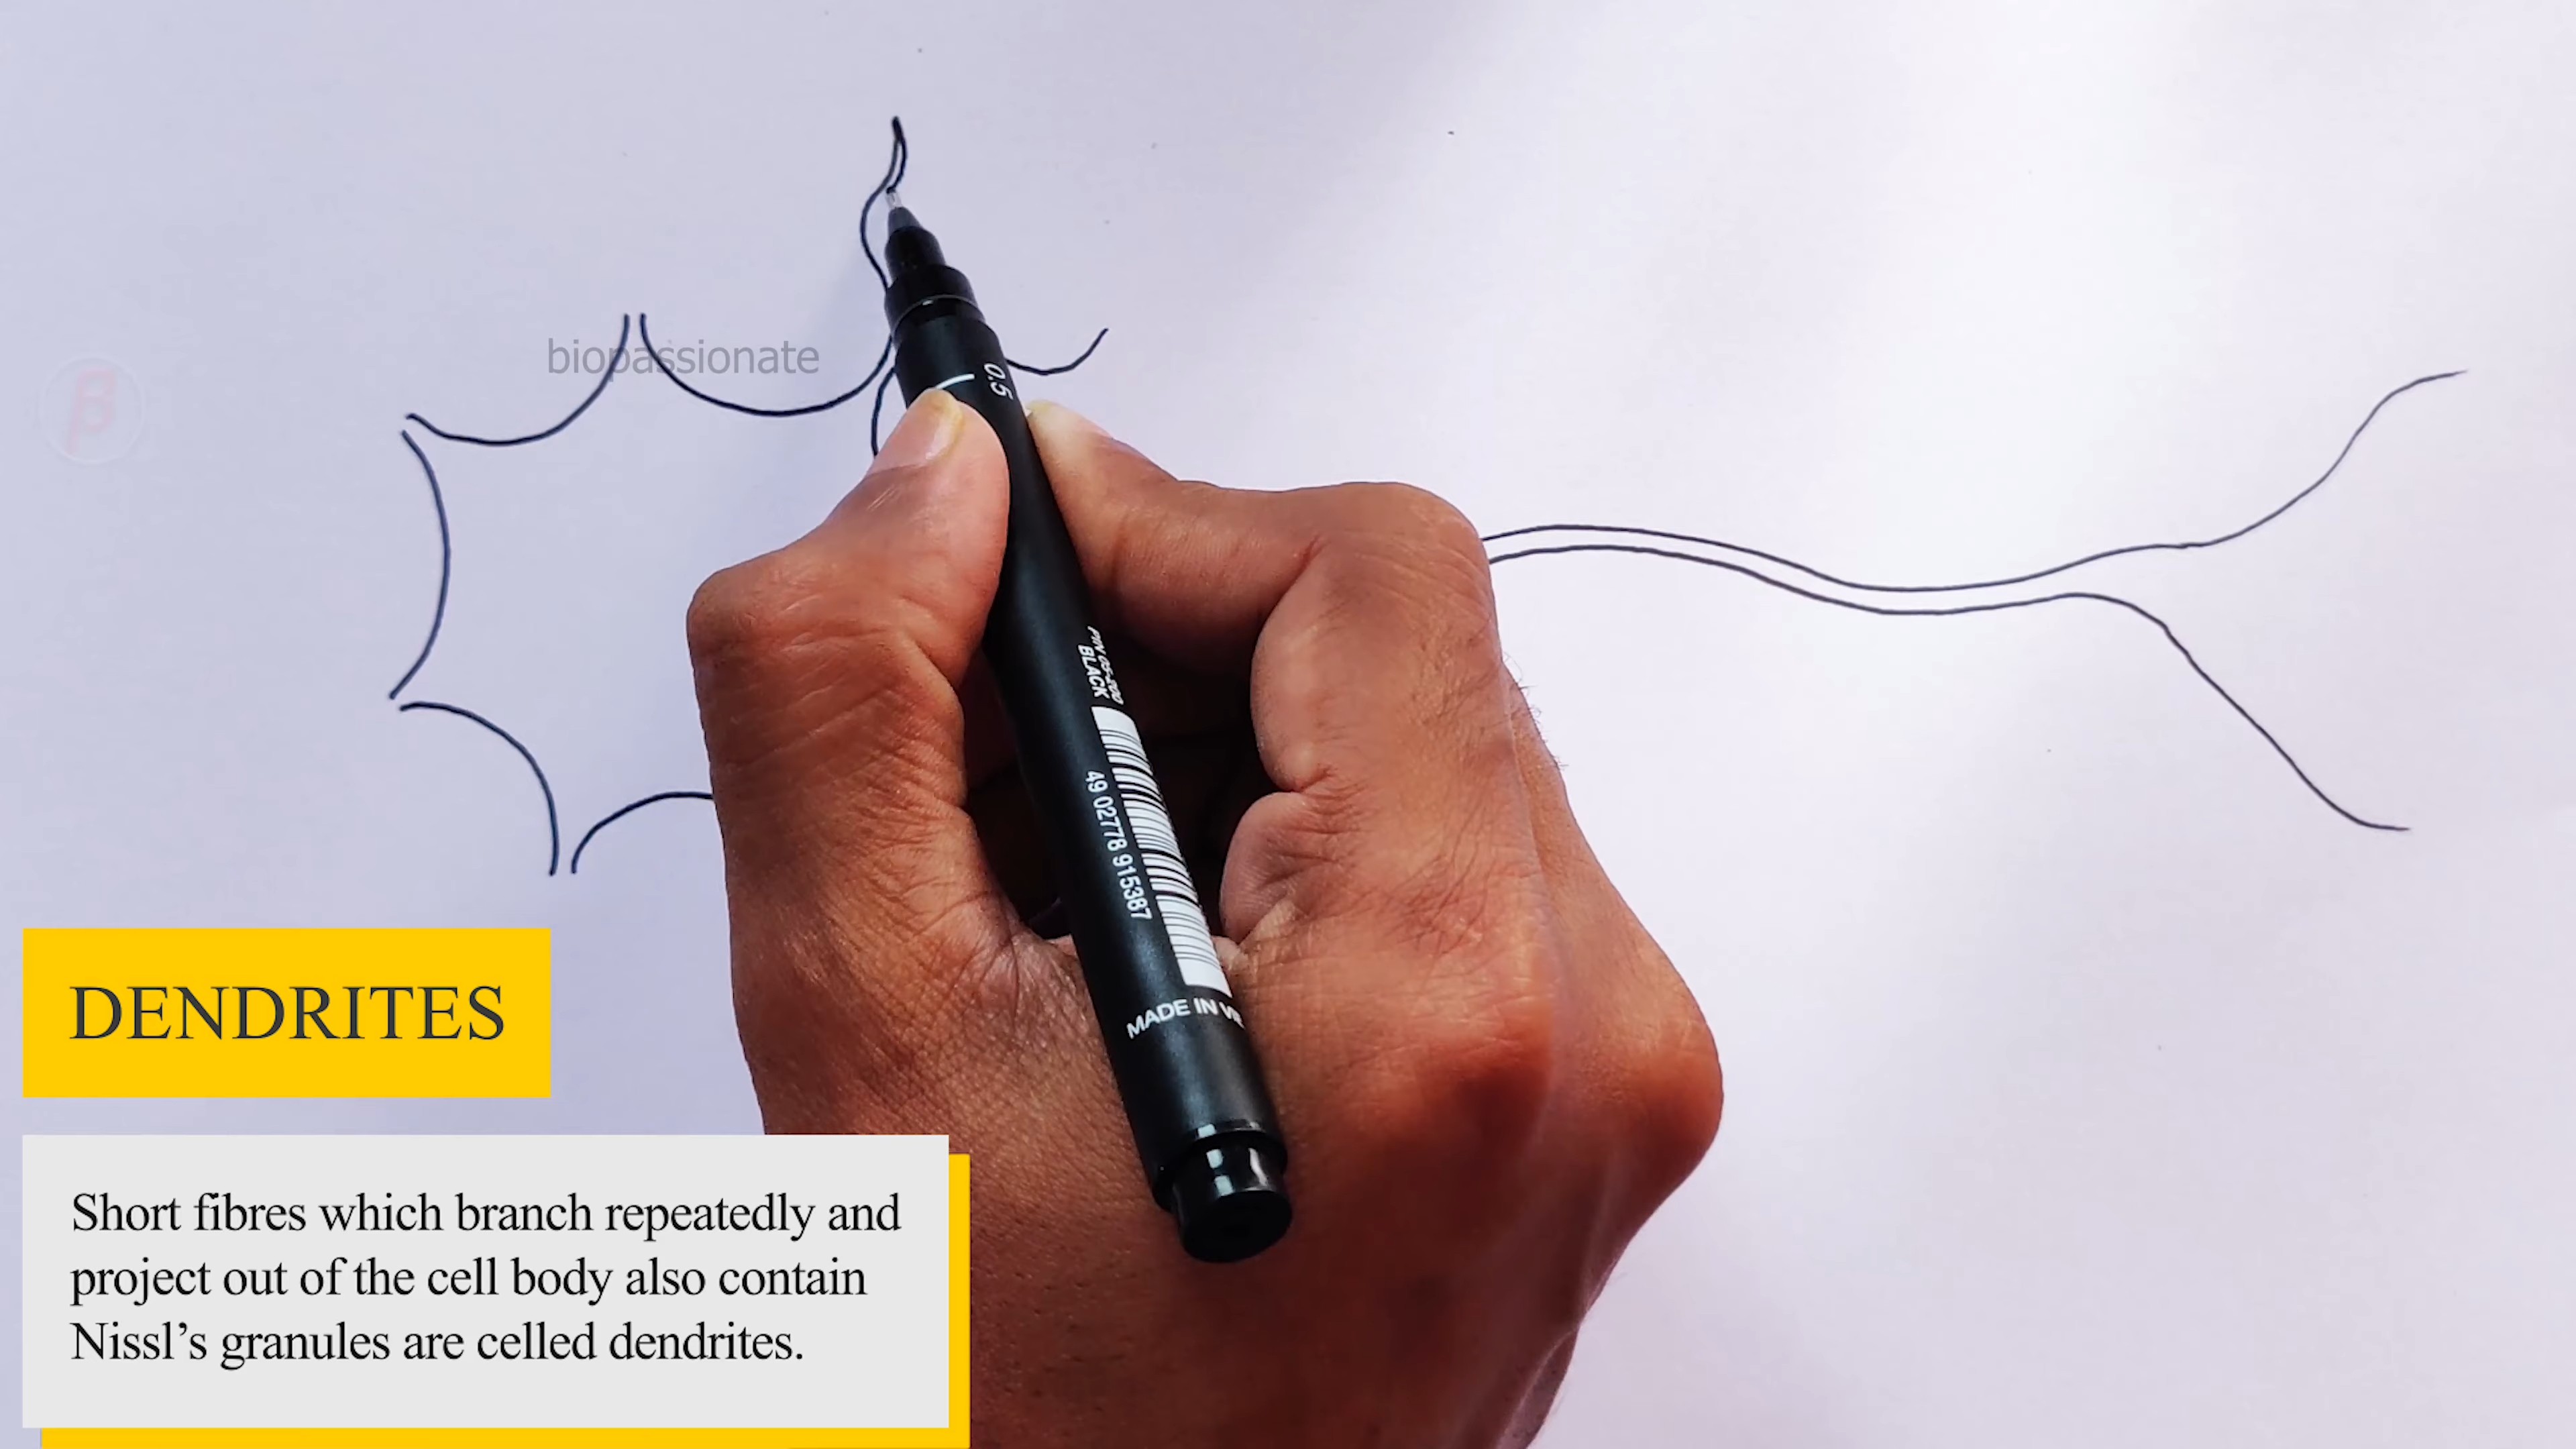 biopassionate
0.5
BLACK
49 02778 915387
MADE IN
DENDRITES
Short fibres which branch repeatedly and
project out of the cell body also contain
Nissl’s granules are celled dendrites.